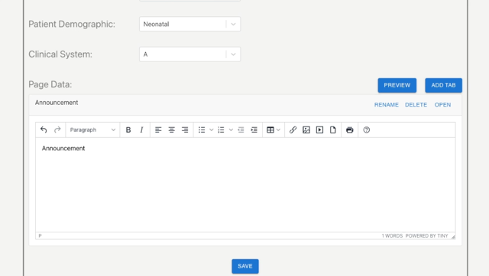 Patient Demographic:
Neonatal
Clinical System:
A
Page Data:
PREVIEW
ADD TAB
Announcement
RENAME DELETE OPEN
Paragraph
B I
Announcement
P
1 WORDS POWERED BY TINY
SAVE